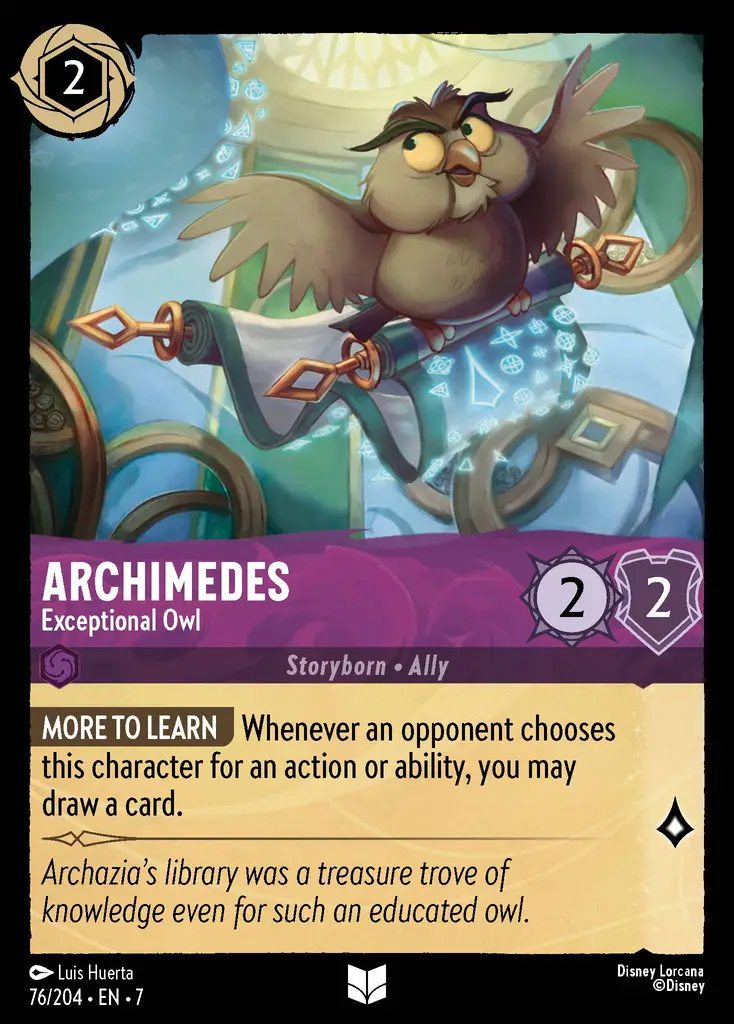 2
ARCHIMEDES
Exceptional Owl
2 2
Storyborn • Ally
MORE TO LEARN Whenever an opponent chooses
this character for an action or ability, you may
draw a card.
Archazia's library was a treasure trove of
knowledge even for such an educated owl.
Luis Huerta
76/204 • EN • 7
Disney Lorcana
©Disney